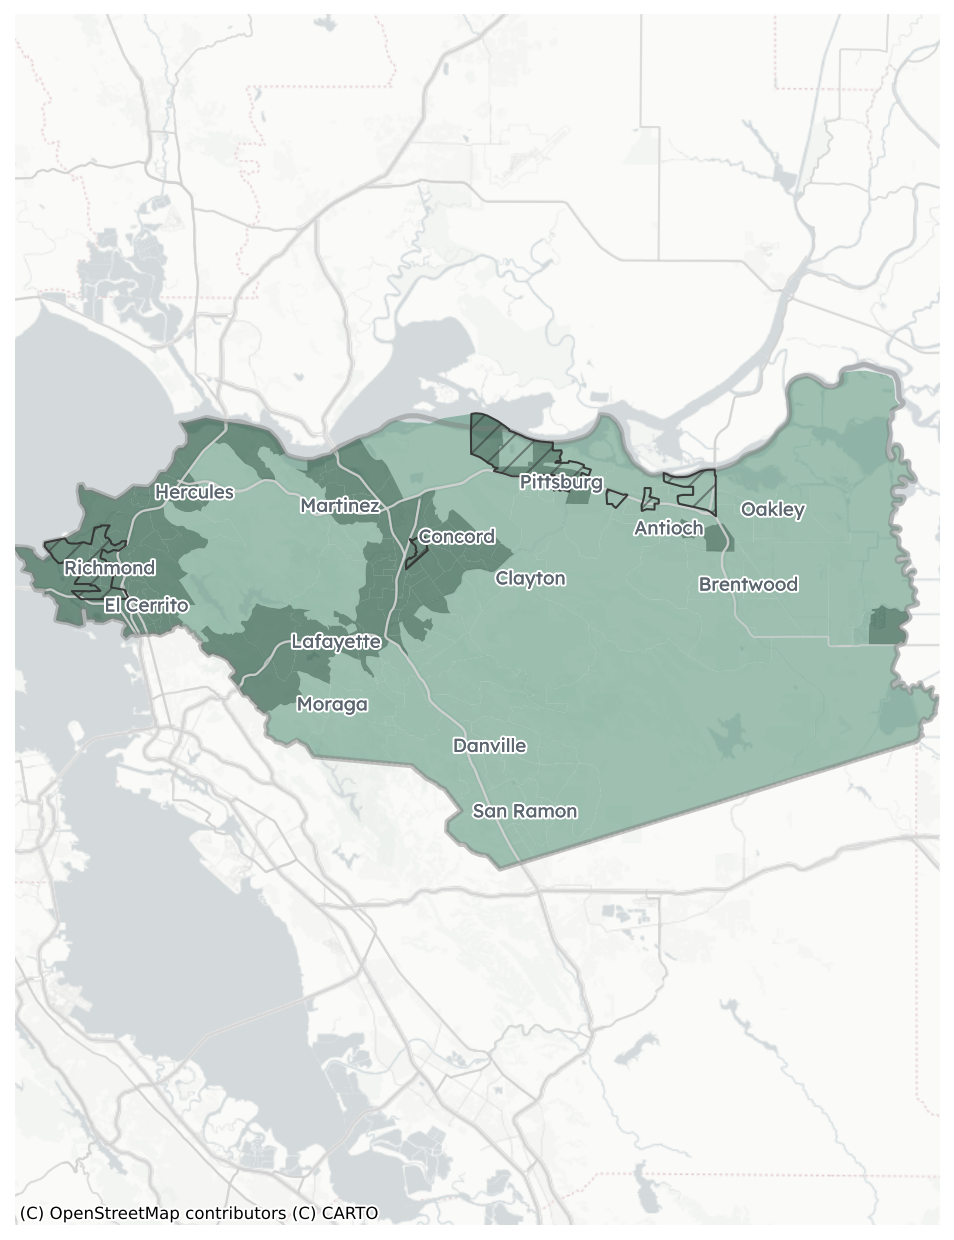 Pittsburg
Hercules
Martinez
Oakley
Antioch
Concord
Richmond
Clayton
Brentwood
El Cerrito
Lafayette
Moraga
Danville
San Ramon
(C) OpenStreetMap contributors (C) CARTO